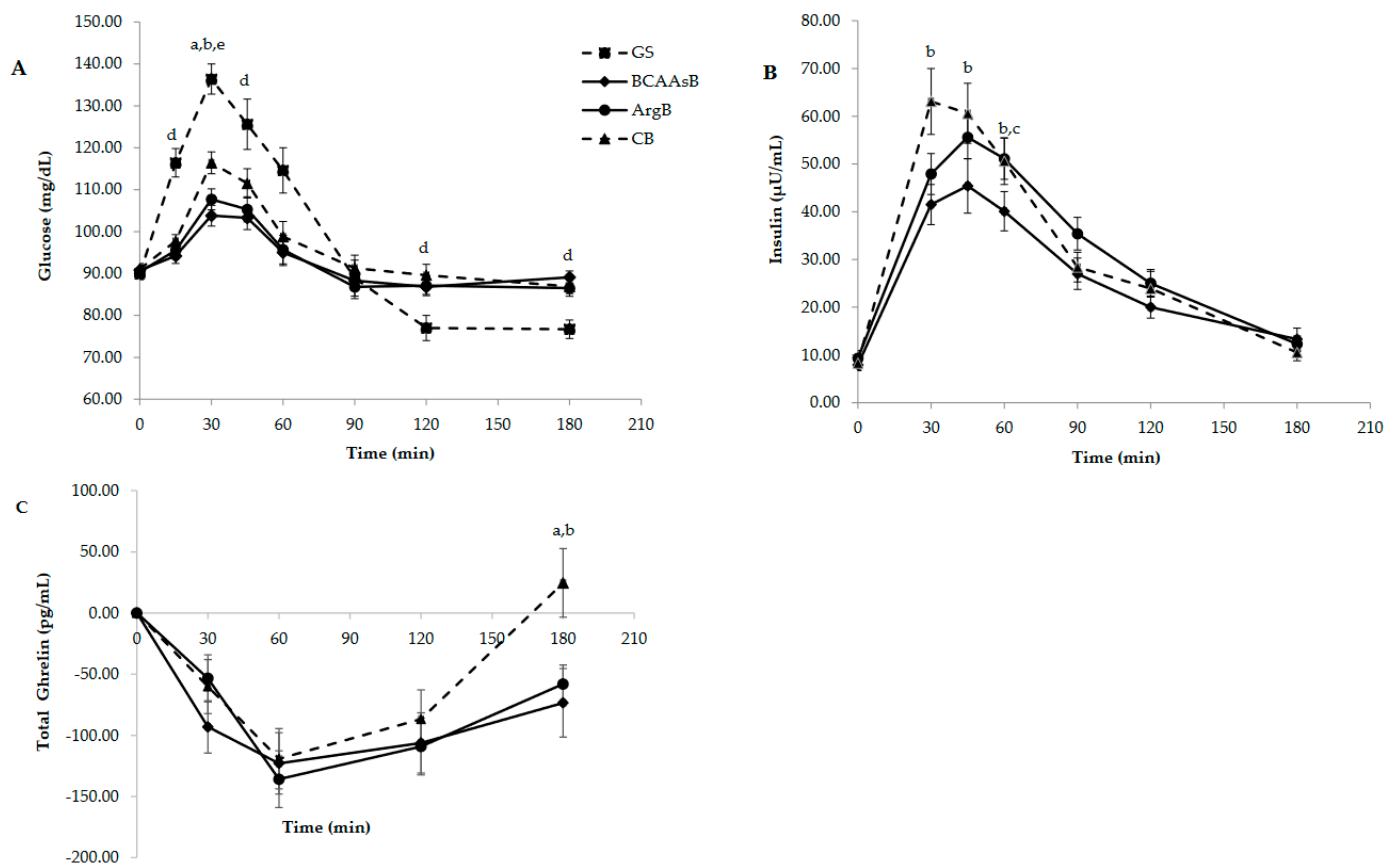 A
150.00
140.00
130.00
120.00
110.00
100.00
90.00
80.00
70.00
60.00
Glucose (mg/dL)
a,b,e
d
d
d
d
GS
BCAAsB
ArgB
CB
0 30 60 90 120 150 180 210
Time (min)
B
80.00
70.00
60.00
50.00
40.00
30.00
20.00
10.00
0.00
Insulin (μU/mL)
b
b
b,c
0 30 60 90 120 150 180 210
Time (min)
C
100.00
50.00
0.00
-50.00
-100.00
-150.00
-200.00
Total Ghrelin (pg/mL)
a,b
0 30 60 90 120 150 180 210
Time (min)